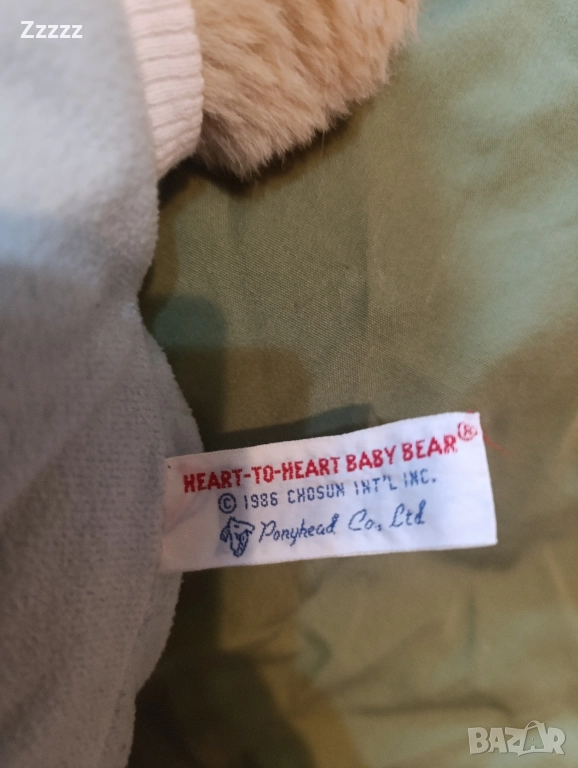 Zzzzz
HEART-TO-HEART BABY BEAR®
© 1986 CHOSUN INT'L INC.
Ponyhead Co., Ltd
BAZAR